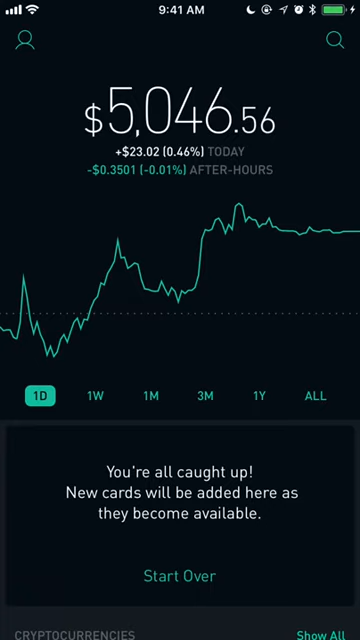 9:41 AM
$5,046.56
+$23.02 (0.46%) TODAY
-$0.3501 (-0.01%) AFTER-HOURS
1D 1W 1M 3M 1Y ALL
You're all caught up!
New cards will be added here as
they become available.
Start Over
CRYPTOCURRENCIES Show All